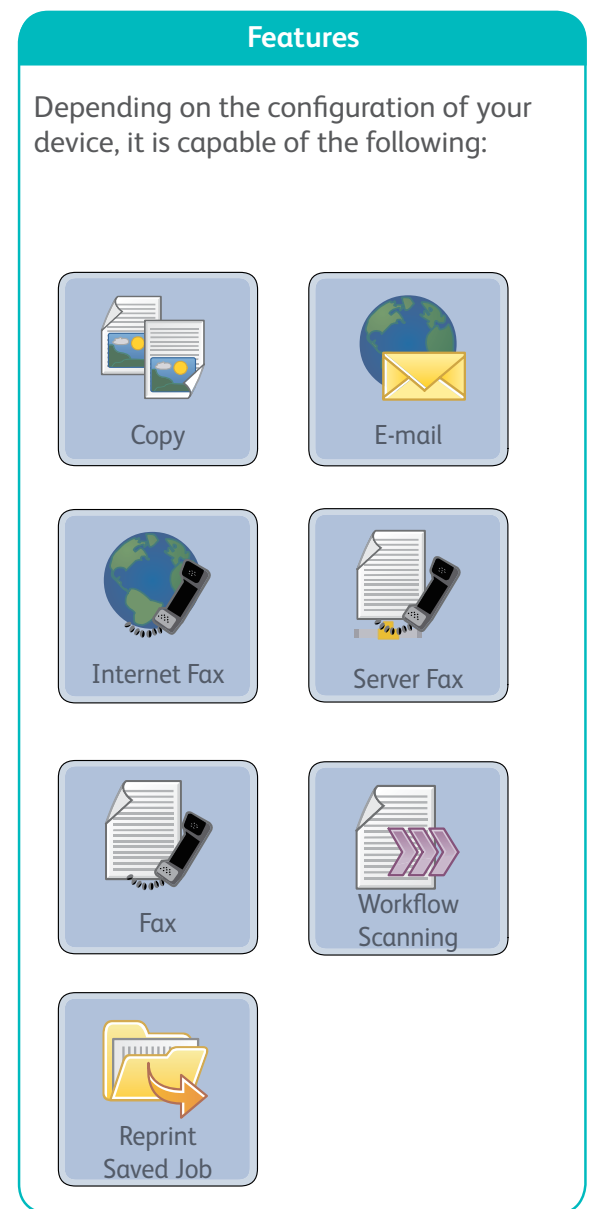 Features
Depending on the configuration of your
device, it is capable of the following:
Copy
E-mail
Internet Fax
Server Fax
Fax
Workflow
Scanning
Reprint
Saved Job